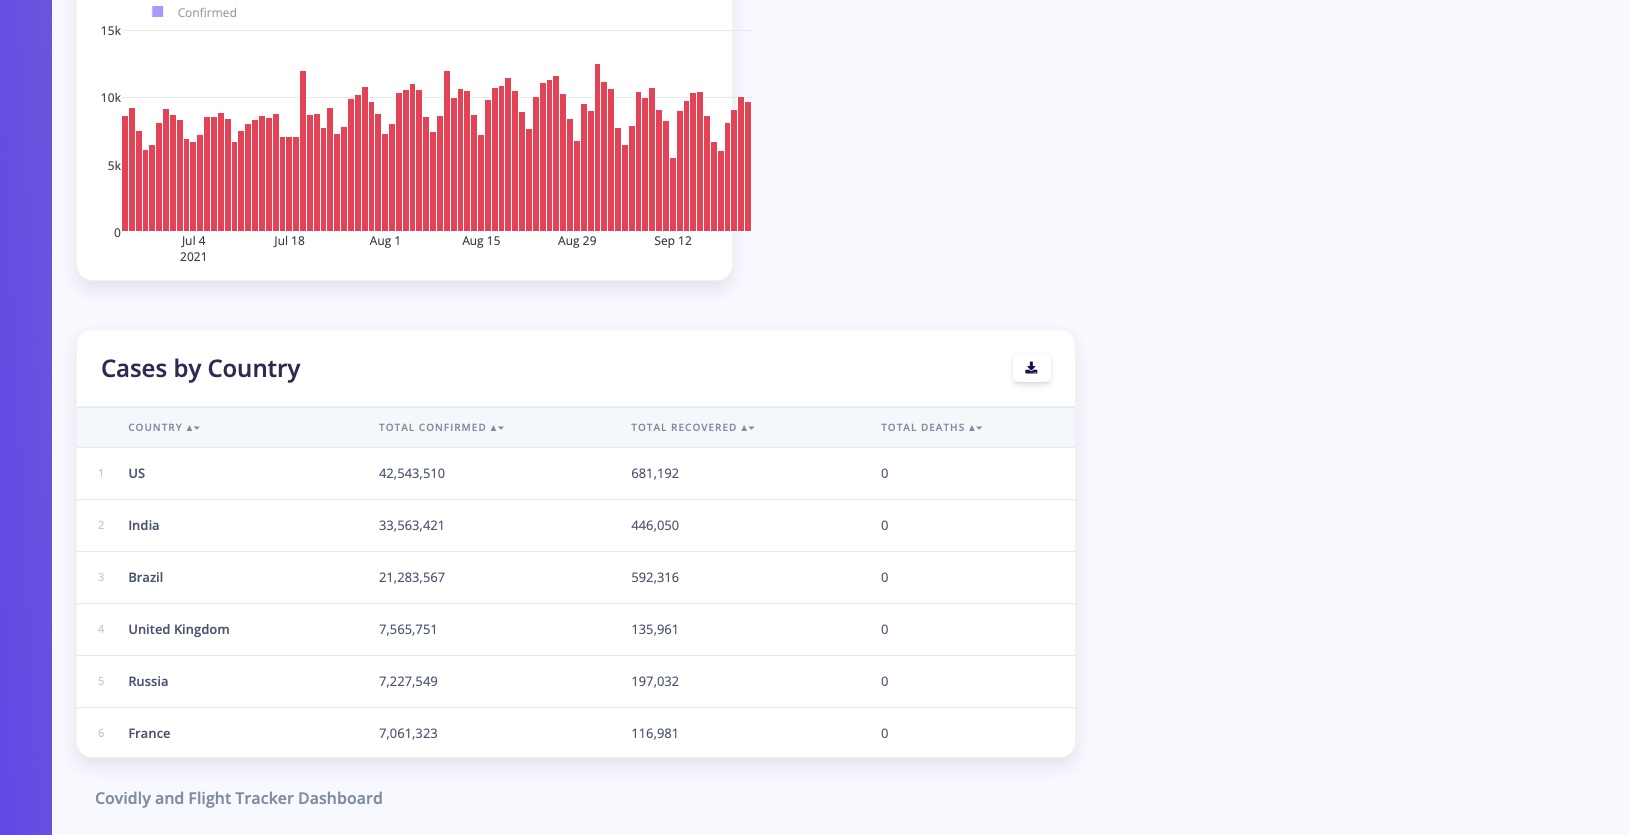 Confirmed
15k
10k
5k
0
Jul 4 Jul 18 Aug 1 Aug 15 Aug 29 Sep 12
2021
Cases by Country
COUNTRY ▲▼ TOTAL CONFIRMED ▲▼ TOTAL RECOVERED ▲▼ TOTAL DEATHS ▲▼
1 US 42,543,510 681,192 0
2 India 33,563,421 446,050 0
3 Brazil 21,283,567 592,316 0
4 United Kingdom 7,565,751 135,961 0
5 Russia 7,227,549 197,032 0
6 France 7,061,323 116,981 0
Covidly and Flight Tracker Dashboard